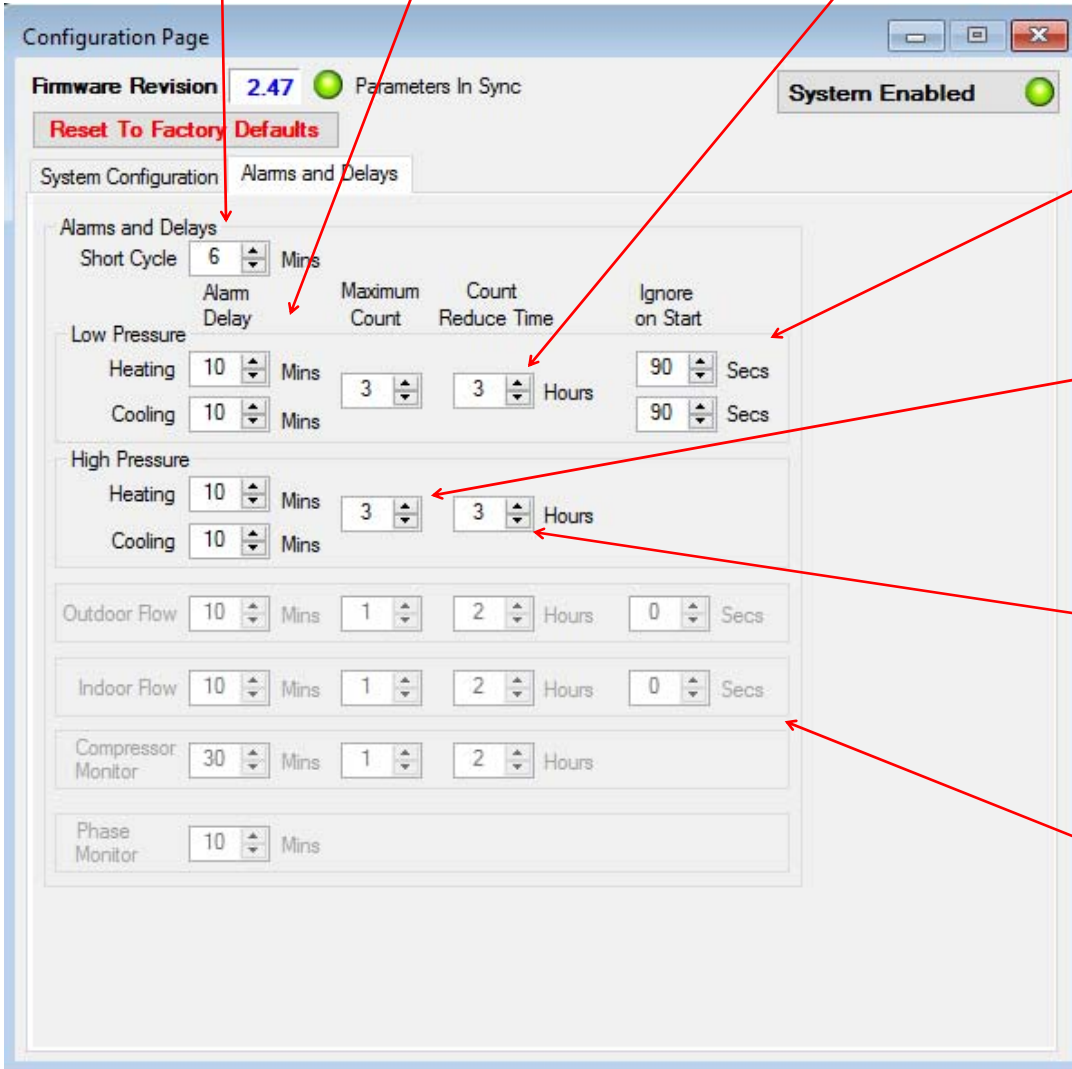 Configuration Page
Firmware Revision 2.47 Parameters In Sync
System Enabled
Reset To Factory Defaults
System Configuration Alarms and Delays
Alarms and Delays
Short Cycle 6 Mins
Alarm Delay Maximum Count Count Reduce Time Ignore on Start
Low Pressure
Heating 10 Mins 3 3 Hours 90 Secs
Cooling 10 Mins 90 Secs
High Pressure
Heating 10 Mins 3 3 Hours
Cooling 10 Mins
Outdoor Flow 10 Mins 1 2 Hours 0 Secs
Indoor Flow 10 Mins 1 2 Hours 0 Secs
Compressor Monitor 30 Mins 1 2 Hours
Phase Monitor 10 Mins